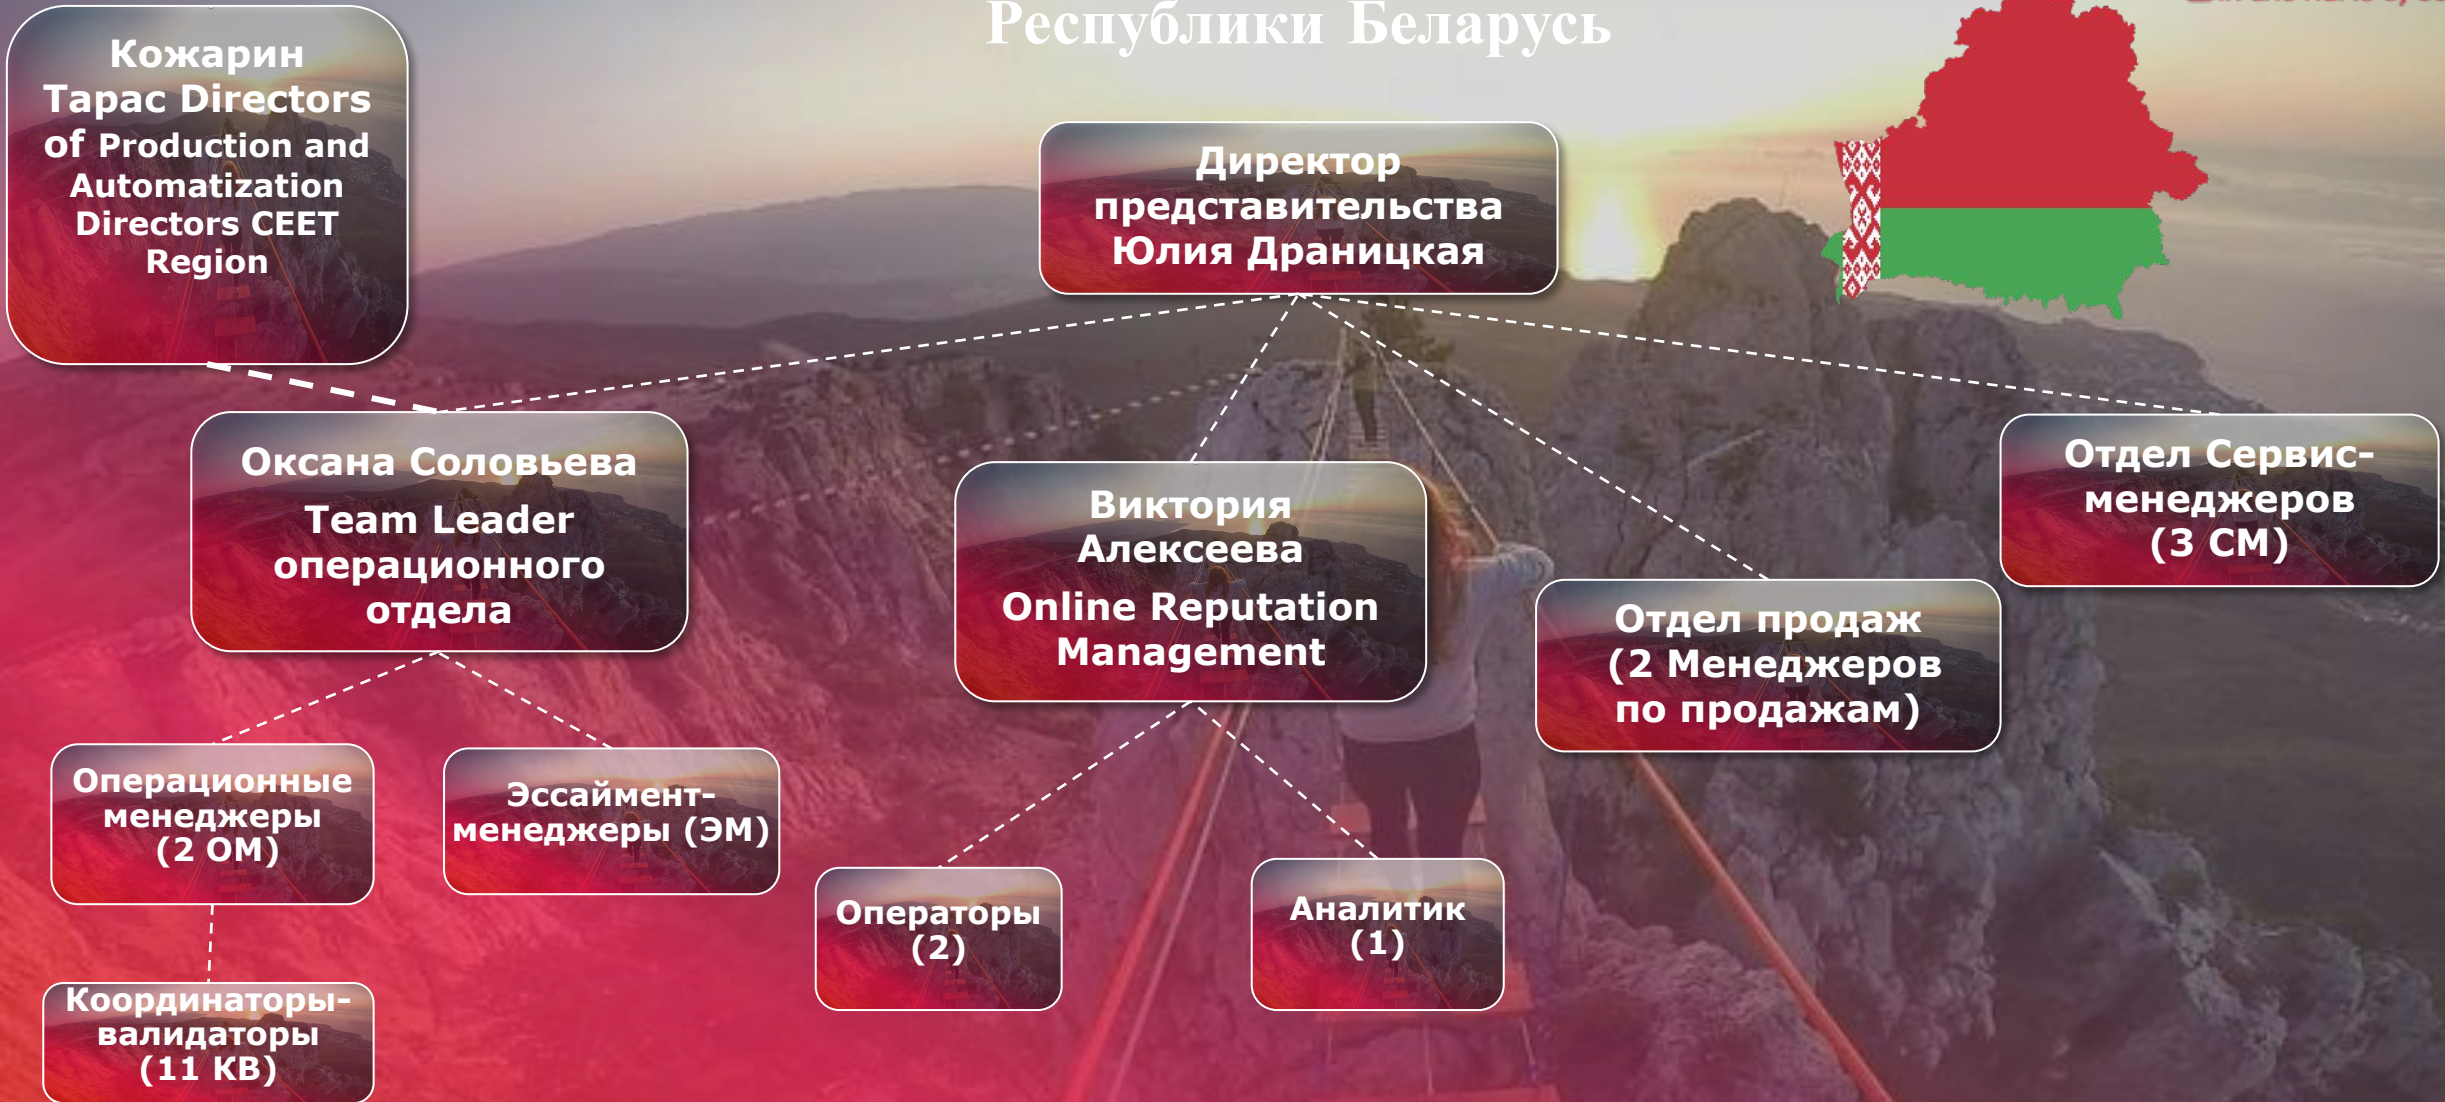 Республики Беларусь
Кожарин
Тарас Directors
of Production and
Automatization
Directors CEET
Region
Директор
представительства
Юлия Драницкая
Оксана Соловьева
Team Leader
операционного
отдела
Виктория
Алексеева
Online Reputation
Management
Отдел продаж
(2 Менеджеров
по продажам)
Отдел Сервис-
менеджеров
(3 СМ)
Операционные
менеджеры
(2 ОМ)
Эссаймент-
менеджеры (ЭМ)
Операторы
(2)
Аналитик
(1)
Координаторы-
валидаторы
(11 КВ)